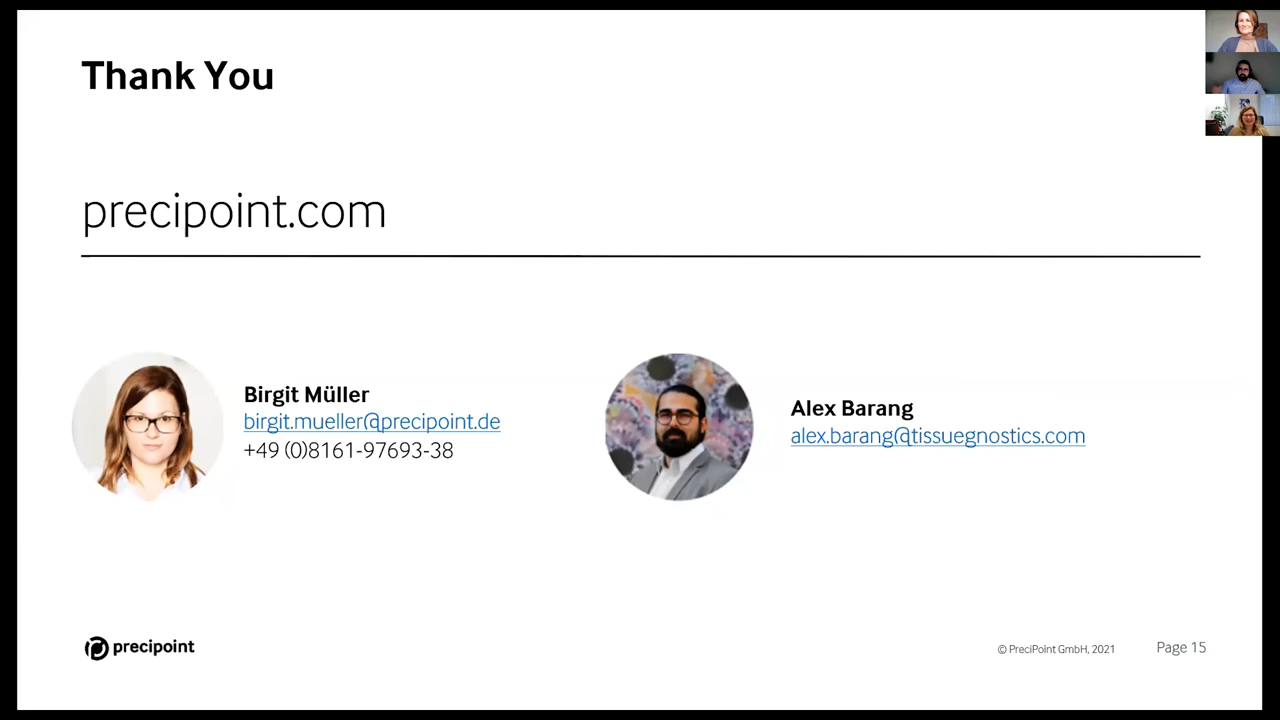 Thank You
precipoint.com
Birgit Müller
birgit.mueller@precipoint.de
+49 (0)8161-97693-38
Alex Barang
alex.barang@tissuegnostics.com
precipoint
© PreciPoint GmbH, 2021
Page 15